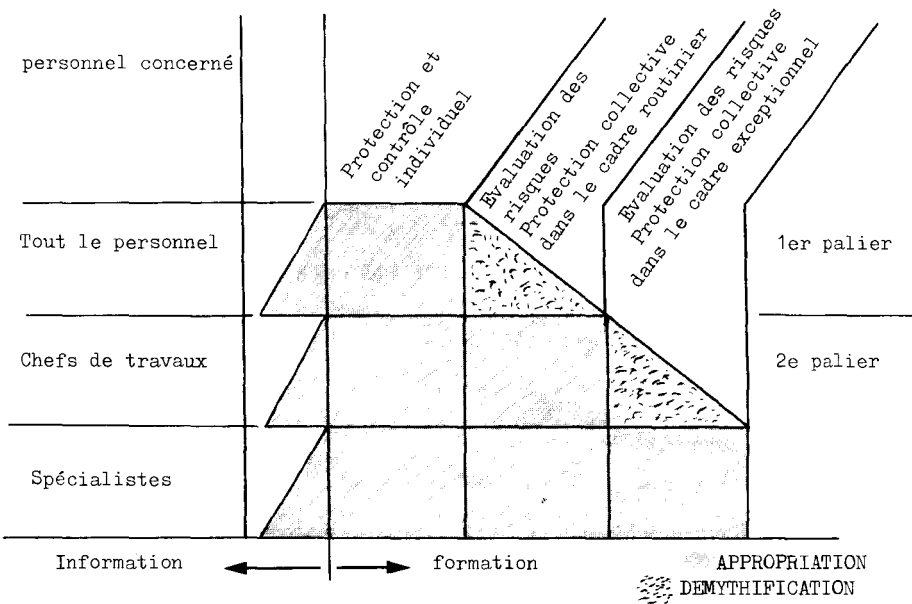 personnel concerné
Protection et
contrôle
individuel
Evaluation des
risques
Protection collective
dans le cadre routinier
Evaluation des risques
Protection collective
dans le cadre exceptionnel
Tout le personnel
1er palier
Chefs de travaux
2e palier
Spécialistes
Information
formation
APPROPRIATION
DEMYTHIFICATION